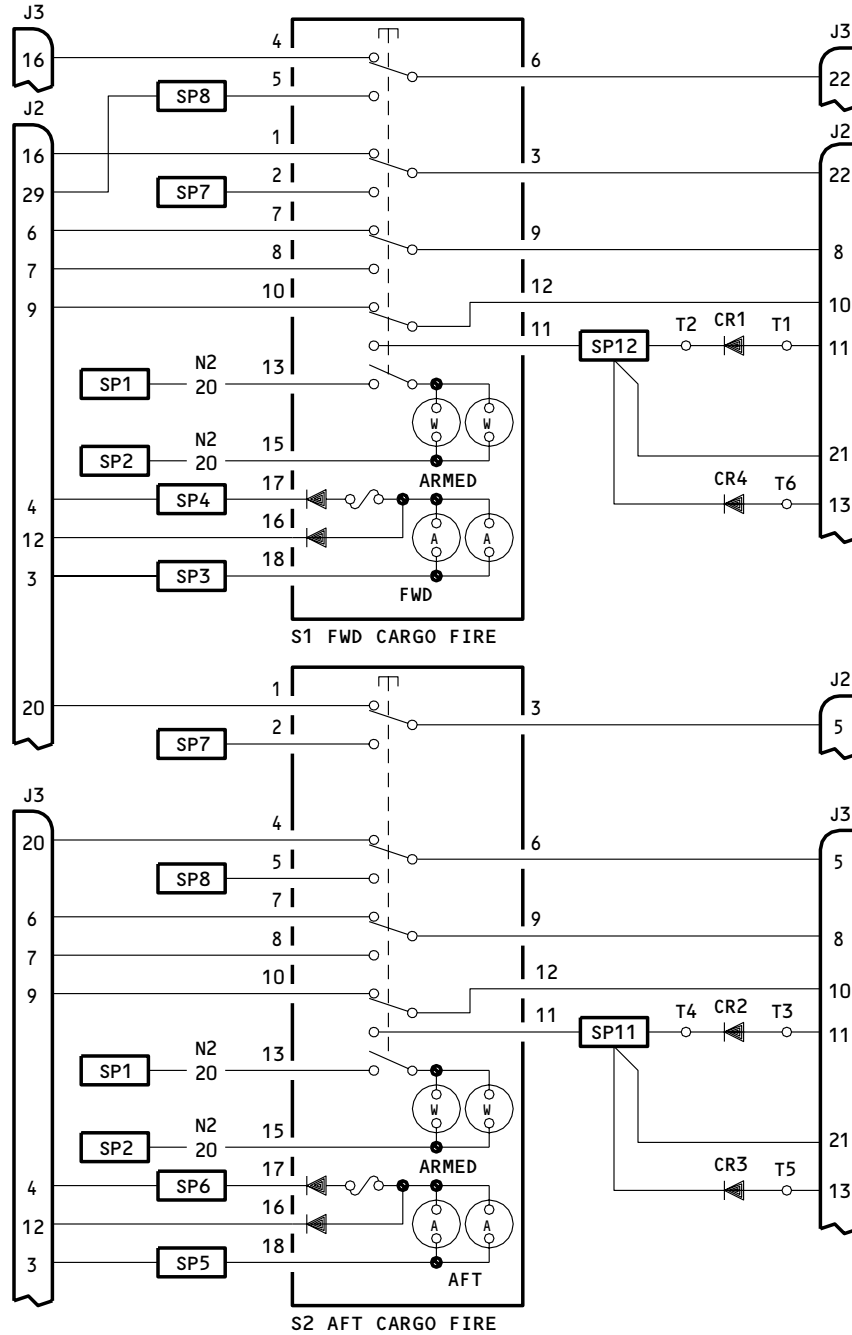 J3
4
J3
16
6
22
5
SP8
J2
J2
1
16
3
22
2
29
SP7
7
6
9
8
8
7
10
12
9
10
11
T2 CR1 T1
SP12
11
N2
13
SP1
20
W W
N2
15
SP2
20
21
ARMED
17
SP4
CR4 T6
4
13
16
12
A A
18
SP3
3
FWD
S1 FWD CARGO FIRE
1
J2
20
3
5
2
SP7
J3
J3
4
20
6
5
5
SP8
7
6
9
8
8
7
10
12
9
10
11
T4 CR2 T3
SP11
11
N2
13
SP1
20
W W
N2
15
SP2
20
21
ARMED
17
SP6
CR3 T5
4
13
16
12
A A
18
SP5
3
AFT
S2 AFT CARGO FIRE